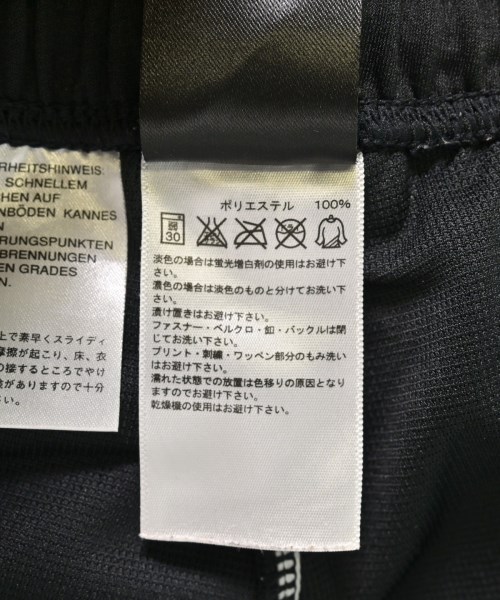 RHEITSHINWEIS:
SCHNELLEM
CHEN AUF
NBÖDEN KANNES
N
RUNGSPUNKTEN
BRENNUNGEN
EN GRADES
EN.
上で素早くスライディ
摩擦が起こり、床、衣
の接するところでやけ
険がありますので十分
さい。
ポリエステル 100%
30
淡色の場合は蛍光増白剤の使用はお避け下
さい。
濃色の場合は淡色のものと分けてお洗い下
さい。
漬け置きはお避け下さい。
ファスナー・ベルクロ・釦・バックルは閉
じてお洗い下さい。
プリント・刺繍・ワッペン部分のもみ洗い
はお避け下さい。
濡れた状態での放置は色移りの原因となり
ますのでお避け下さい。
乾燥機の使用はお避け下さい。